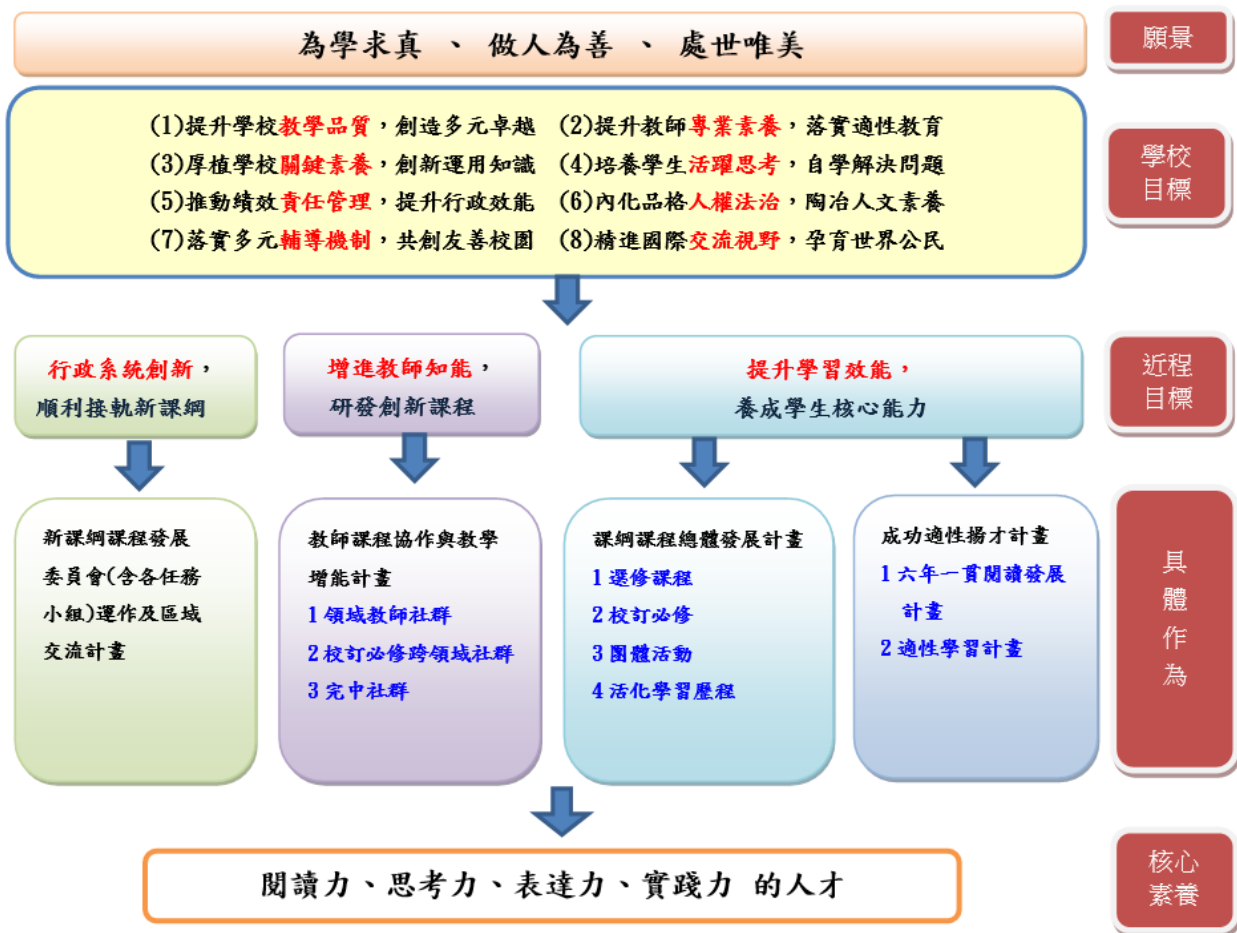 為學求真 、 做人為善 、 處世唯美
願景
(1)提升學校教學品質，創造多元卓越 (2)提升教師專業素養，落實適性教育
(3)厚植學校關鍵素養，創新運用知識 (4)培養學生活躍思考，自學解決問題
(5)推動績效責任管理，提升行政效能 (6)內化品格人權法治，陶冶人文素養
(7)落實多元輔導機制，共創友善校園 (8)精進國際交流視野，孕育世界公民
學校
目標
行政系統創新，
順利接軌新課綱
增進教師知能，
研發創新課程
提升學習效能，
養成學生核心能力
近程
目標
新課綱課程發展
委員會(含各任務
小組)運作及區域
交流計畫
教師課程協作與教學
增能計畫
1 領域教師社群
2 校訂必修跨領域社群
3 完中社群
課綱課程總體發展計畫
1 選修課程
2 校訂必修
3 團體活動
4 活化學習歷程
成功適性揚才計畫
1 六年一貫閱讀發展
計畫
2 適性學習計畫
具
體
作
為
閱讀力、思考力、表達力、實踐力 的人才
核心
素養